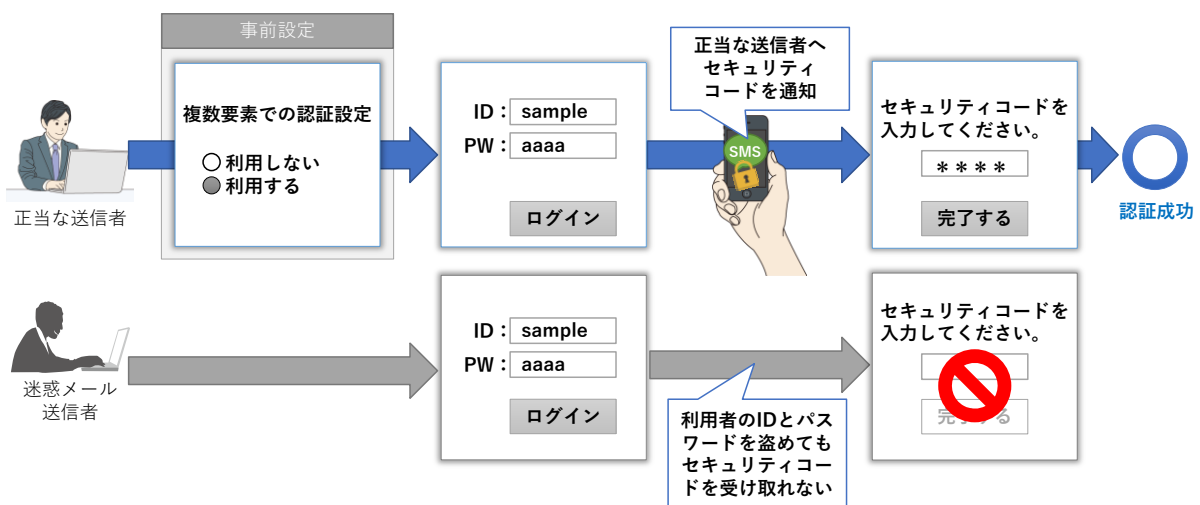 事前設定
複数要素での認証設定
利用しない
利用する
正当な送信者
ID：sample
PW：aaaa
ログイン
正当な送信者へ
セキュリティ
コードを通知
SMS
セキュリティコードを
入力してください。
＊＊＊＊
完了する
認証成功
迷惑メール
送信者
ID：sample
PW：aaaa
ログイン
利用者のIDとパス
ワードを盗めても
セキュリティコー
ドを受け取れない
セキュリティコードを
入力してください。
完了する